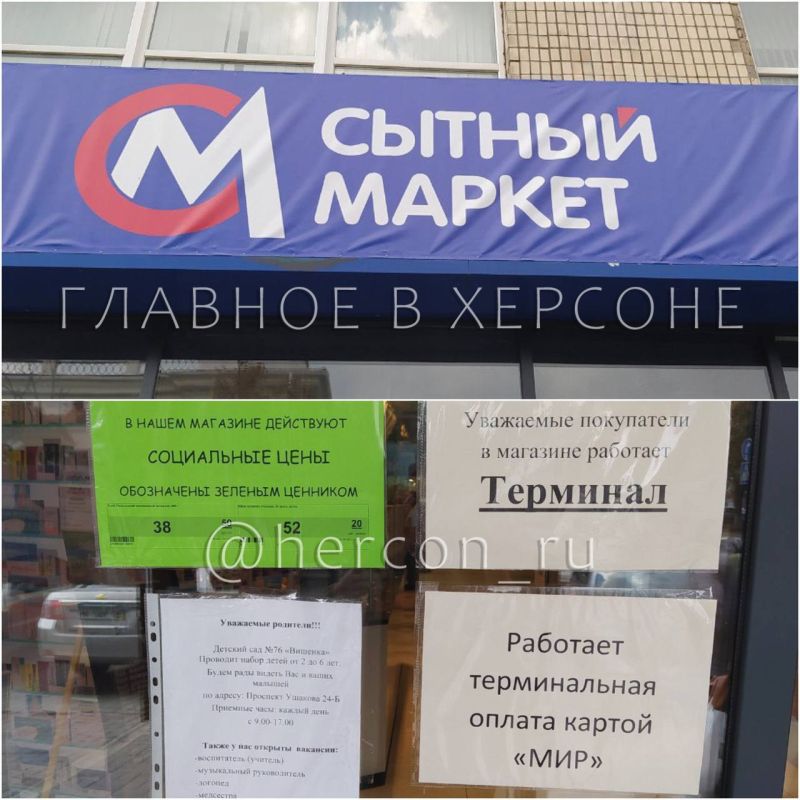 СМ СЫТНЫЙ
МАРКЕТ
ГЛАВНОЕ В ХЕРСОНЕ
В НАШЕМ МАГАЗИНЕ ДЕЙСТВУЮТ
СОЦИАЛЬНЫЕ ЦЕНЫ
ОБОЗНАЧЕНЫ ЗЕЛЕНЫМ ЦЕННИКОМ
38 50 52 20
Уважаемые покупатели
в магазине работает
Терминал
@hercon_ru
Уважаемые родители!!!
Детский сад №76 «Вишенка»
Проводит набор детей от 2 до 6 лет.
Будем рады видеть Вас и ваших
малышей
по адресу: Проспект Ушакова 24-Б
Приемные часы: каждый день
с 9.00-17.00
Также у нас открыты вакансии:
-воспитатель (учитель)
-музыкальный руководитель
-логопед
-медсестра
Работает
терминальная
оплата картой
«МИР»